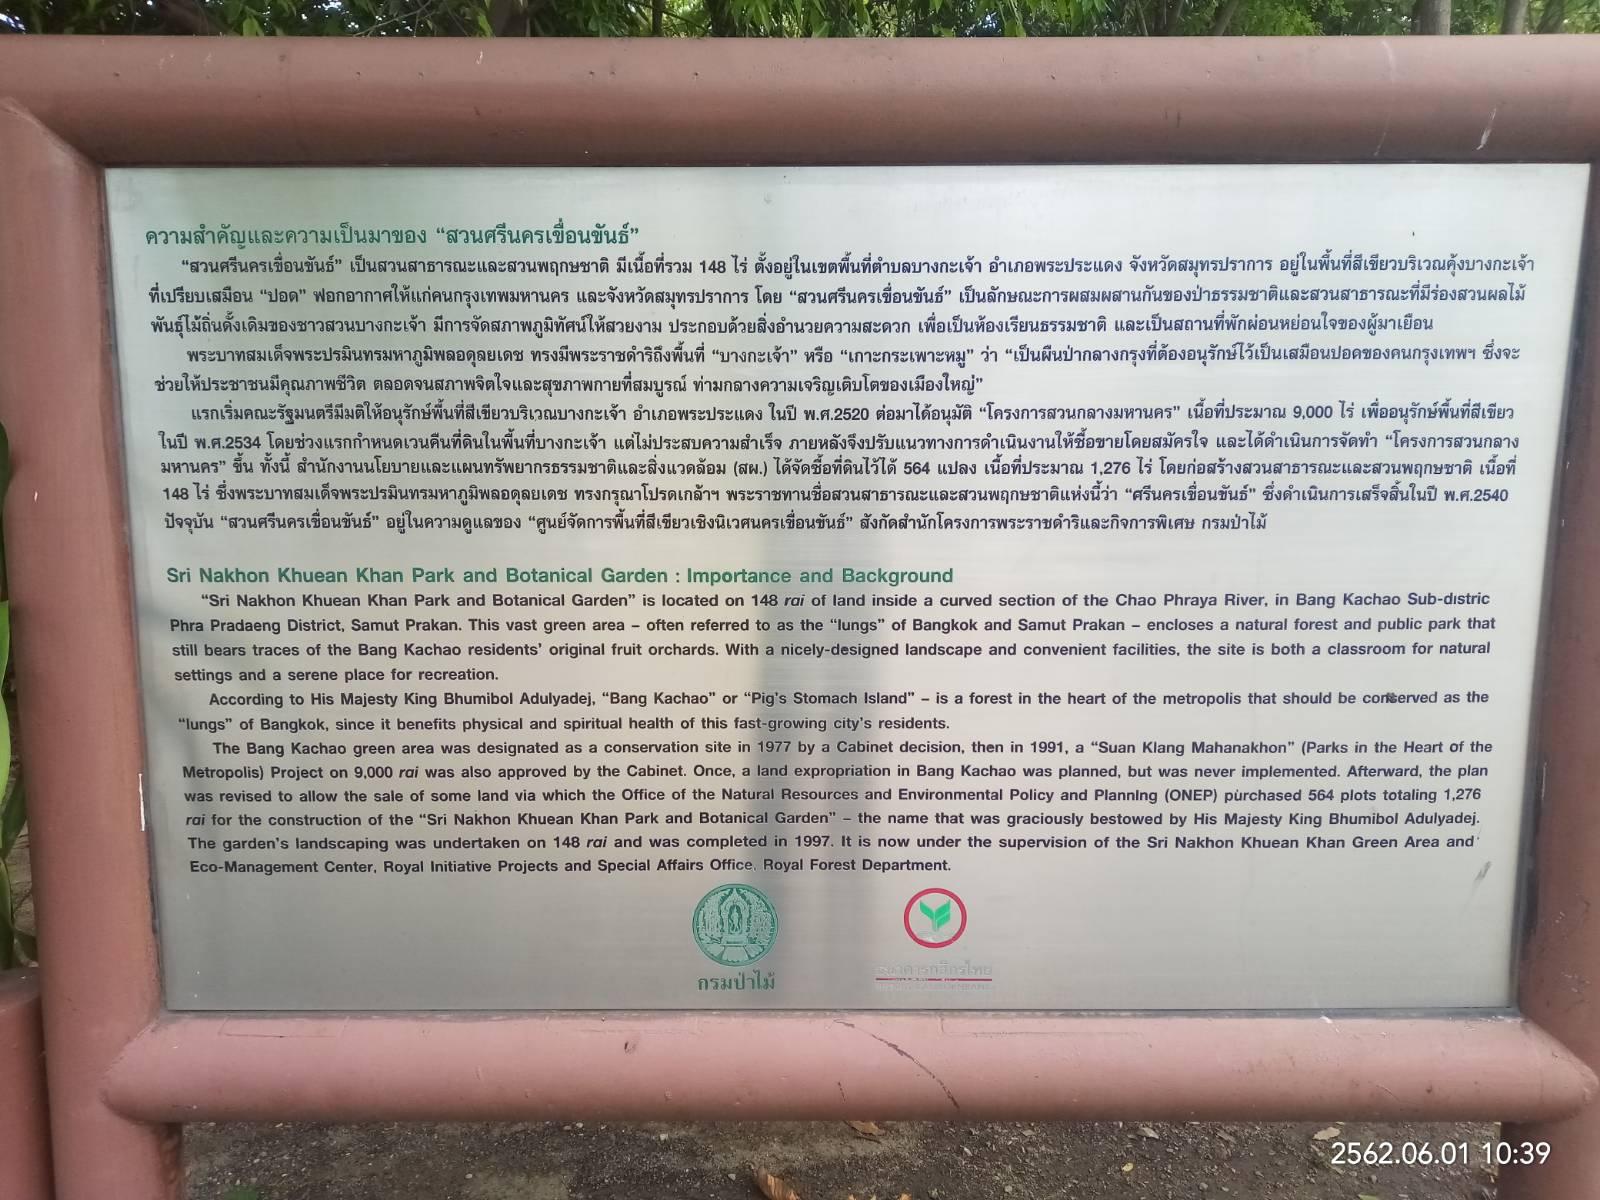 ความสำคัญและความเป็นมาของ “สวนศรีนครเขื่อนขันธ์”
“สวนศรีนครเขื่อนขันธ์” เป็นสวนสาธารณะและสวนพฤกษชาติ มีเนื้อที่รวม 148 ไร่ ตั้งอยู่ในเขตพื้นที่ตำบลบางกะเจ้า อำเภอพระประแดง จังหวัดสมุทรปราการ อยู่ในพื้นที่สีเขียวบริเวณคุ้งบางกะเจ้า
ที่เปรียบเสมือน “ปอด” ฟอกอากาศให้แก่คนกรุงเทพมหานคร และจังหวัดสมุทรปราการ โดย “สวนศรีนครเขื่อนขันธ์” เป็นลักษณะการผสมผสานกันของป่าธรรมชาติและสวนสาธารณะที่มีร่องสวนผลไม้
พันธุ์ไม้ถิ่นดั้งเดิมของชาวสวนบางกะเจ้า มีการจัดสภาพภูมิทัศน์ให้สวยงาม ประกอบด้วยสิ่งอำนวยความสะดวก เพื่อเป็นห้องเรียนธรรมชาติ และเป็นสถานที่พักผ่อนหย่อนใจของผู้มาเยือน
พระบาทสมเด็จพระปรมินทรมหาภูมิพลอดุลยเดช ทรงมีพระราชดำริถึงพื้นที่ “บางกะเจ้า” หรือ “เกาะกระเพาะหมู” ว่า “เป็นผืนป่ากลางกรุงที่ต้องอนุรักษ์ไว้เป็นเสมือนปอดของคนกรุงเทพฯ ซึ่งจะ
ช่วยให้ประชาชนมีคุณภาพชีวิต ตลอดจนสภาพจิตใจและสุขภาพกายที่สมบูรณ์ ท่ามกลางความเจริญเติบโตของเมืองใหญ่”
แรกเริ่มคณะรัฐมนตรีมีมติให้อนุรักษ์พื้นที่สีเขียวบริเวณบางกะเจ้า อำเภอพระประแดง ในปี พ.ศ.2520 ต่อมาได้อนุมัติ “โครงการสวนกลางมหานคร” เนื้อที่ประมาณ 9,000 ไร่ เพื่ออนุรักษ์พื้นที่สีเขียว
ในปี พ.ศ.2534 โดยช่วงแรกกำหนดเวนคืนที่ดินในพื้นที่บางกะเจ้า แต่ไม่ประสบความสำเร็จ ภายหลังจึงปรับแนวทางการดำเนินงานให้ซื้อขายโดยสมัครใจ และได้ดำเนินการจัดทำ “โครงการสวนกลาง
มหานคร” ขึ้น ทั้งนี้ สำนักงานนโยบายและแผนทรัพยากรธรรมชาติและสิ่งแวดล้อม (สผ.) ได้จัดซื้อที่ดินไว้ได้ 564 แปลง เนื้อที่ประมาณ 1,276 ไร่ โดยก่อสร้างสวนสาธารณะและสวนพฤกษชาติ เนื้อที่
148 ไร่ ซึ่งพระบาทสมเด็จพระปรมินทรมหาภูมิพลอดุลยเดช ทรงกรุณาโปรดเกล้าฯ พระราชทานชื่อสวนสาธารณะและสวนพฤกษชาติแห่งนี้ว่า “ศรีนครเขื่อนขันธ์” ซึ่งดำเนินการเสร็จสิ้นในปี พ.ศ.2540
ปัจจุบัน “สวนศรีนครเขื่อนขันธ์” อยู่ในความดูแลของ “ศูนย์จัดการพื้นที่สีเขียวเชิงนิเวศนครเขื่อนขันธ์” สังกัดสำนักโครงการพระราชดำริและกิจการพิเศษ กรมป่าไม้
Sri Nakhon Khuean Khan Park and Botanical Garden : Importance and Background
“Sri Nakhon Khuean Khan Park and Botanical Garden” is located on 148 rai of land inside a curved section of the Chao Phraya River, in Bang Kachao Sub-distric
Phra Pradaeng District, Samut Prakan. This vast green area – often referred to as the “lungs” of Bangkok and Samut Prakan – encloses a natural forest and public park that
still bears traces of the Bang Kachao residents’ original fruit orchards. With a nicely-designed landscape and convenient facilities, the site is both a classroom for natural
settings and a serene place for recreation.
According to His Majesty King Bhumibol Adulyadej, “Bang Kachao” or “Pig’s Stomach Island” – is a forest in the heart of the metropolis that should be conserved as the
“lungs” of Bangkok, since it benefits physical and spiritual health of this fast-growing city’s residents.
The Bang Kachao green area was designated as a conservation site in 1977 by a Cabinet decision, then in 1991, a “Suan Klang Mahanakhon” (Parks in the Heart of the
Metropolis) Project on 9,000 rai was also approved by the Cabinet. Once, a land expropriation in Bang Kachao was planned, but was never implemented. Afterward, the plan
was revised to allow the sale of some land via which the Office of the Natural Resources and Environmental Policy and Planning (ONEP) purchased 564 plots totaling 1,276
rai for the construction of the “Sri Nakhon Khuean Khan Park and Botanical Garden” – the name that was graciously bestowed by His Majesty King Bhumibol Adulyadej.
The garden’s landscaping was undertaken on 148 rai and was completed in 1997. It is now under the supervision of the Sri Nakhon Khuean Khan Green Area and
Eco-Management Center, Royal Initiative Projects and Special Affairs Office, Royal Forest Department.
กรมป่าไม้
ธนาคารกสิกรไทย
2562.06.01 10:39